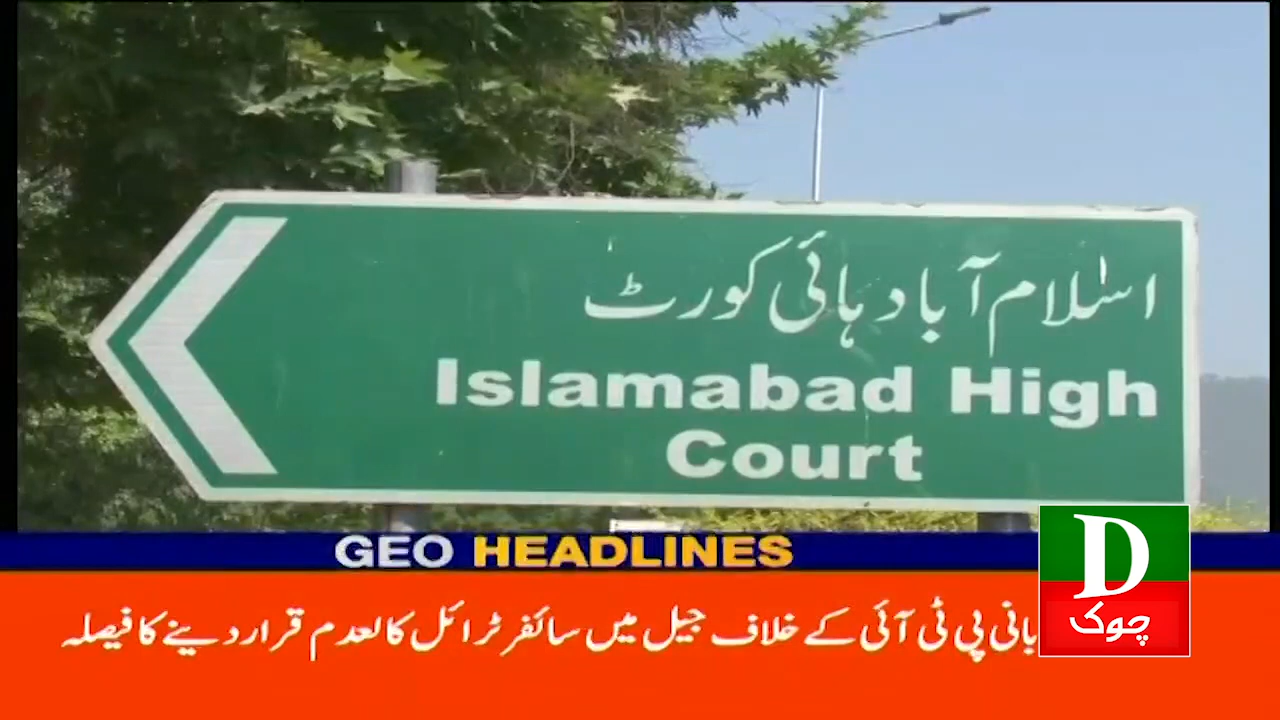 اسلام آباد ہائی کورٹ
Islamabad High
Court
GEO HEADLINES
D
چوک
بانی پی ٹی آئی کے خلاف جیل میں سائفر ٹرائل کالعدم قرار دینے کا فیصلہ